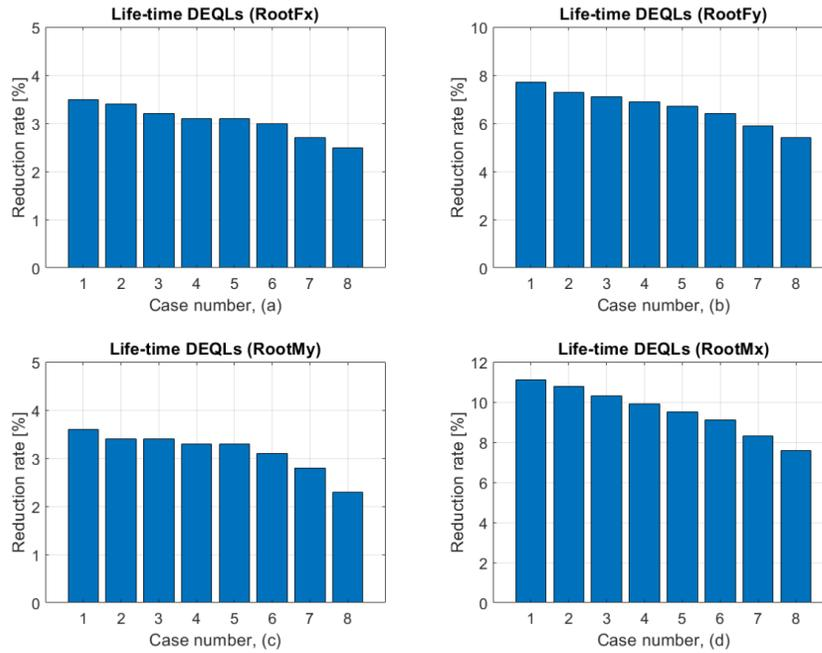 Life-time DEQLs (RootFx)
Reduction rate [%]
5
4
3
2
1
0
1 2 3 4 5 6 7 8
Case number, (a)
Life-time DEQLs (RootFy)
Reduction rate [%]
10
8
6
4
2
0
1 2 3 4 5 6 7 8
Case number, (b)
Life-time DEQLs (RootMy)
Reduction rate [%]
5
4
3
2
1
0
1 2 3 4 5 6 7 8
Case number, (c)
Life-time DEQLs (RootMx)
Reduction rate [%]
12
10
8
6
4
2
0
1 2 3 4 5 6 7 8
Case number, (d)